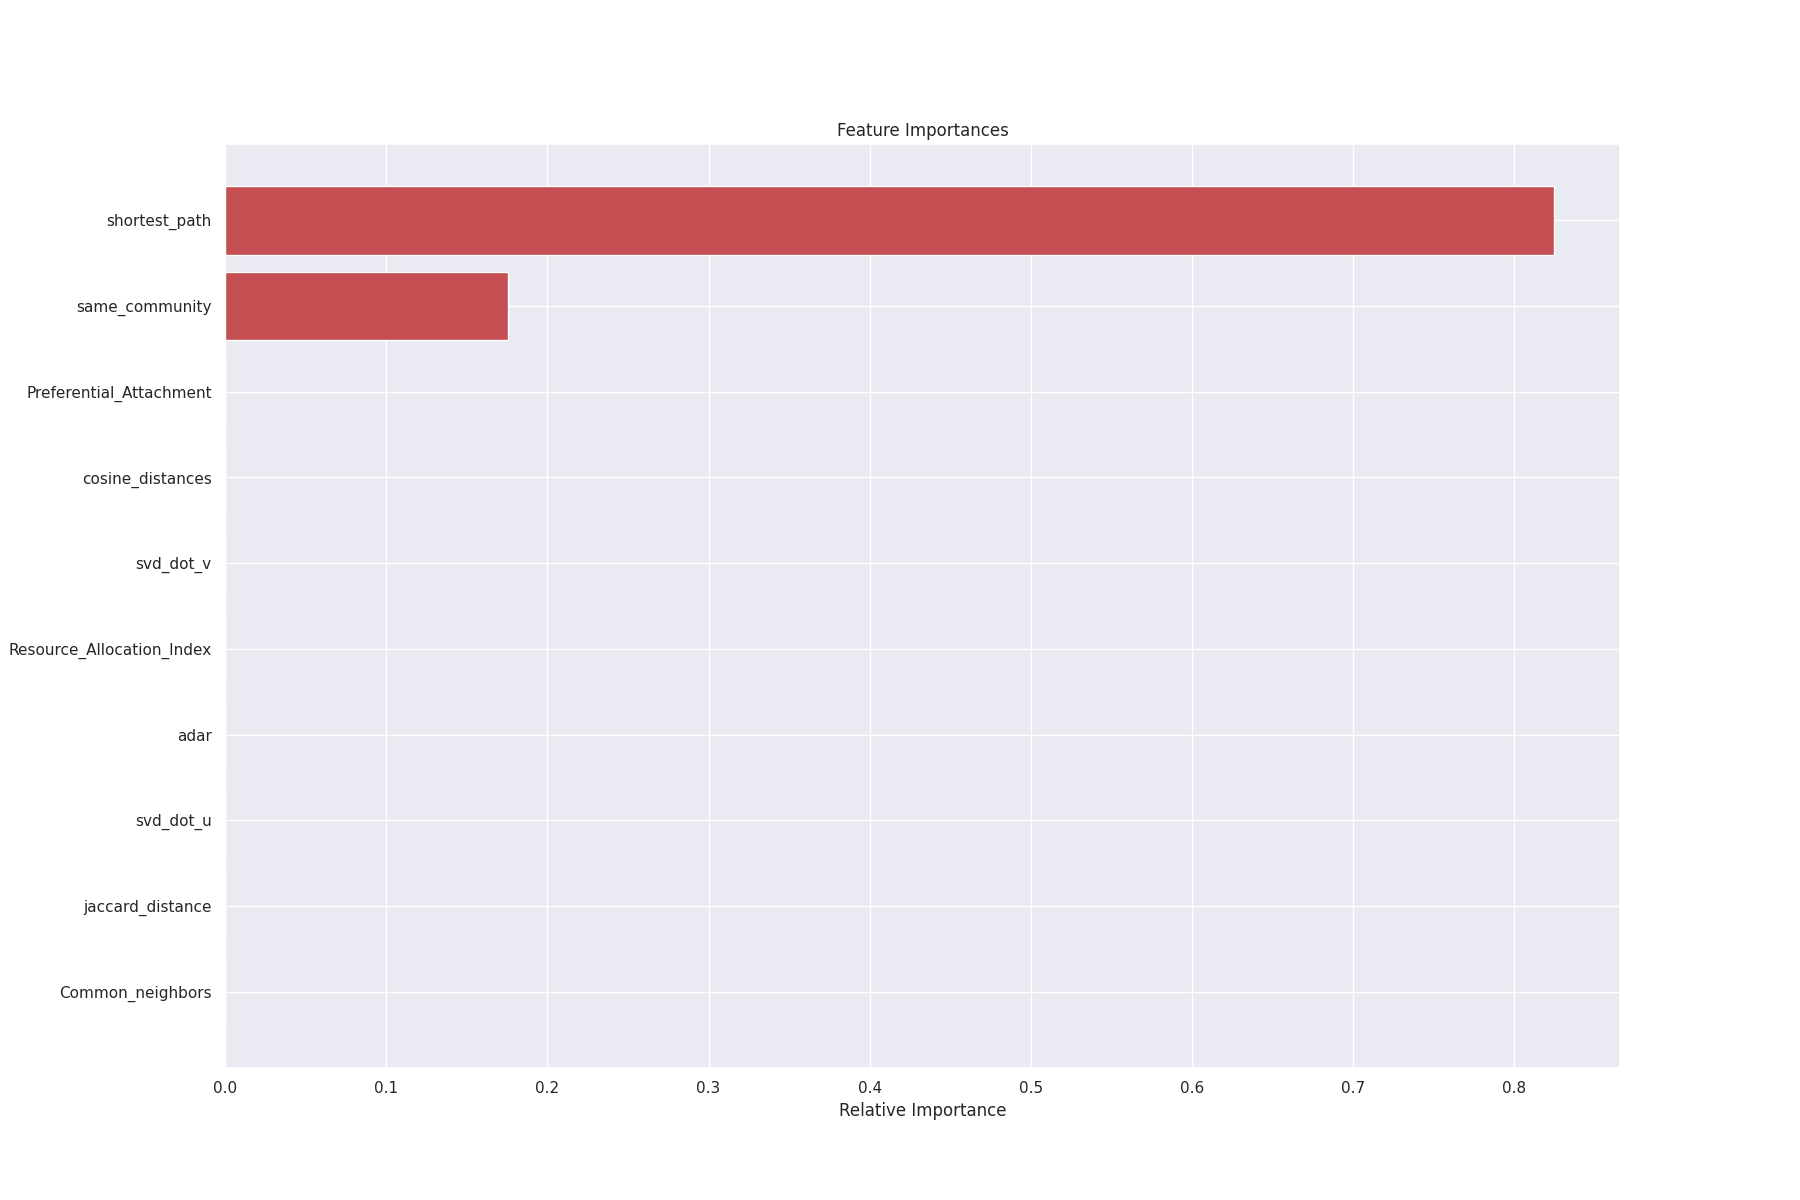 Feature Importances
shortest_path
same_community
Preferential_Attachment
cosine_distances
svd_dot_v
Resource_Allocation_Index
adar
svd_dot_u
jaccard_distance
Common_neighbors
0.0 0.1 0.2 0.3 0.4 0.5 0.6 0.7 0.8
Relative Importance